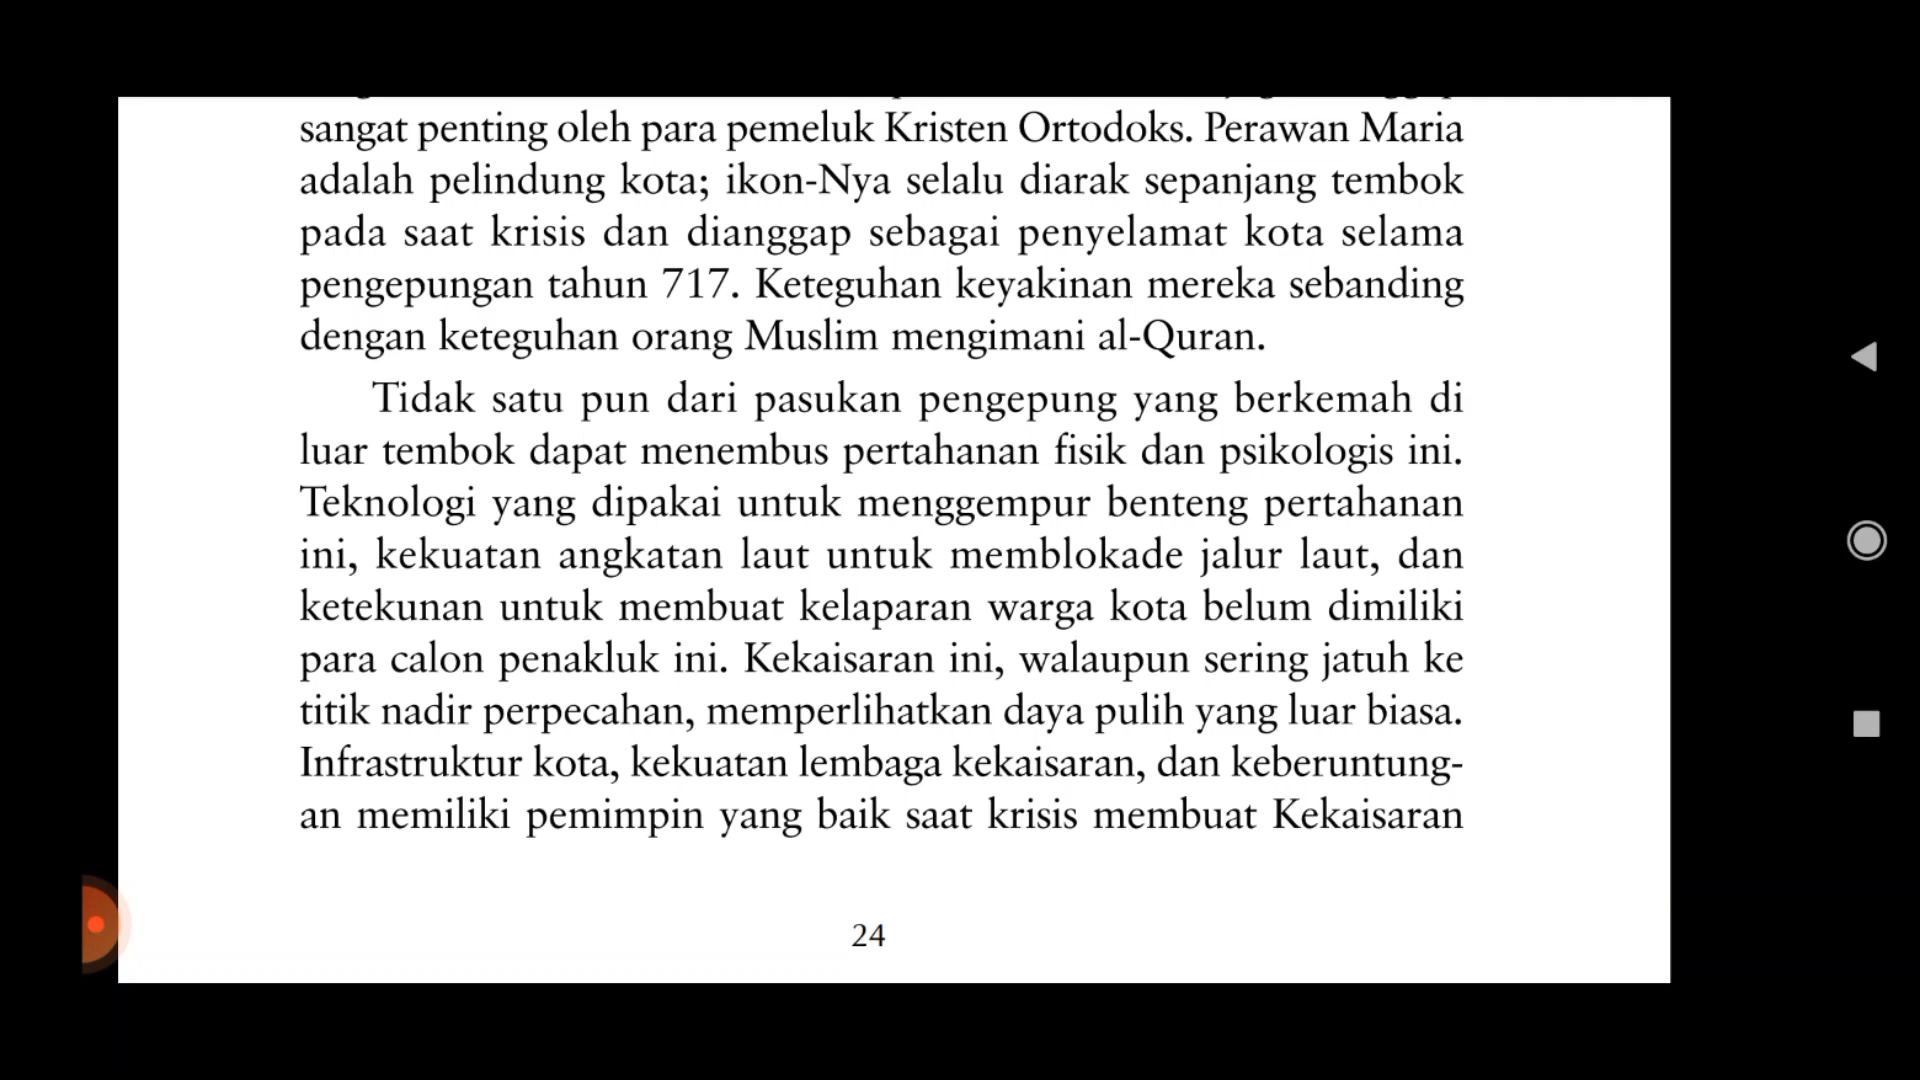 sangat penting oleh para pemeluk Kristen Ortodoks. Perawan Maria
adalah pelindung kota; ikon-Nya selalu diarak sepanjang tembok
pada saat krisis dan dianggap sebagai penyelamat kota selama
pengepungan tahun 717. Keteguhan keyakinan mereka sebanding
dengan keteguhan orang Muslim mengimani al-Quran.
Tidak satu pun dari pasukan pengepung yang berkemah di
luar tembok dapat menembus pertahanan fisik dan psikologis ini.
Teknologi yang dipakai untuk menggempur benteng pertahanan
ini, kekuatan angkatan laut untuk memblokade jalur laut, dan
ketekunan untuk membuat kelaparan warga kota belum dimiliki
para calon penakluk ini. Kekaisaran ini, walaupun sering jatuh ke
titik nadir perpecahan, memperlihatkan daya pulih yang luar biasa.
Infrastruktur kota, kekuatan lembaga kekaisaran, dan keberuntung-
an memiliki pemimpin yang baik saat krisis membuat Kekaisaran
24